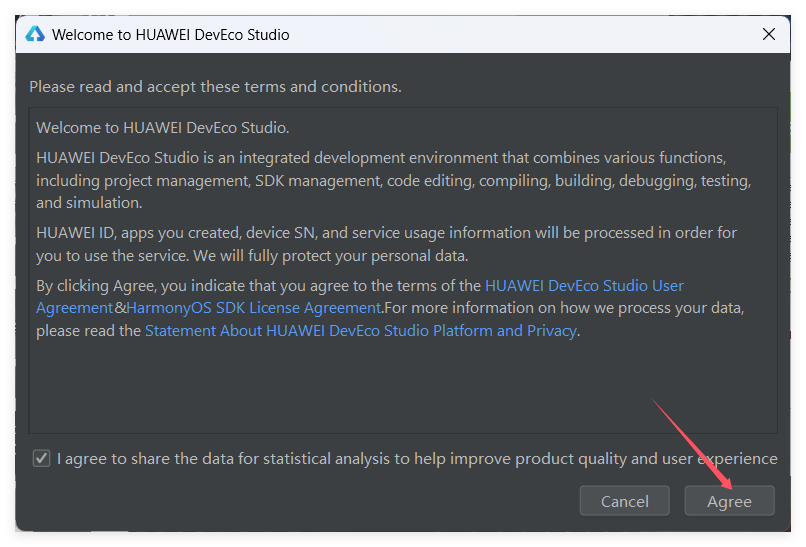 Welcome to HUAWEI DevEco Studio
Please read and accept these terms and conditions.
Welcome to HUAWEI DevEco Studio.
HUAWEI DevEco Studio is an integrated development environment that combines various functions,
including project management, SDK management, code editing, compiling, building, debugging, testing,
and simulation.
HUAWEI ID, apps you created, device SN, and service usage information will be processed in order for
you to use the service. We will fully protect your personal data.
By clicking Agree, you indicate that you agree to the terms of the HUAWEI DevEco Studio User
Agreement&HarmonyOS SDK License Agreement.For more information on how we process your data,
please read the Statement About HUAWEI DevEco Studio Platform and Privacy.
I agree to share the data for statistical analysis to help improve product quality and user experience
Cancel
Agree